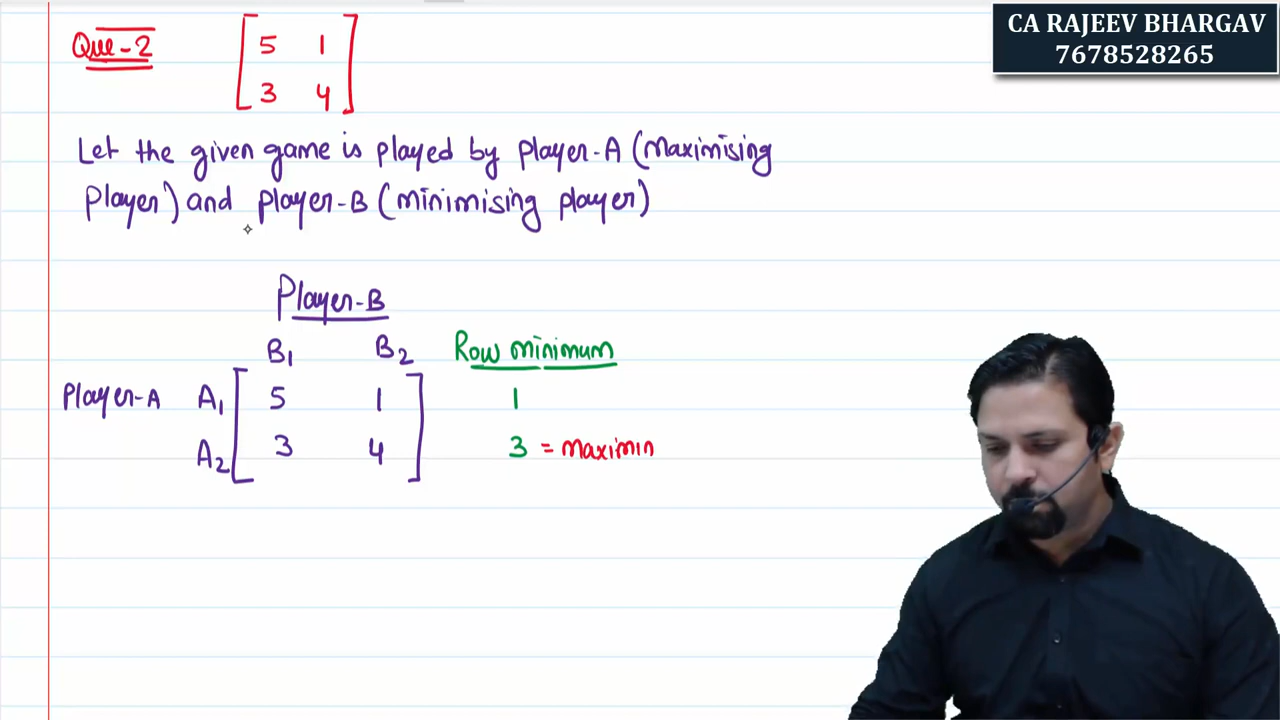 CA RAJEEV BHARGAV
7678528265
Que-2
5 1
3 4
Let the given game is played by player-A (Maximising
Player) and player-B (minimising player)
Player-B
B1 B2 Row minimum
Player-A A1 5 1 1
A2 3 4 3 = maximin